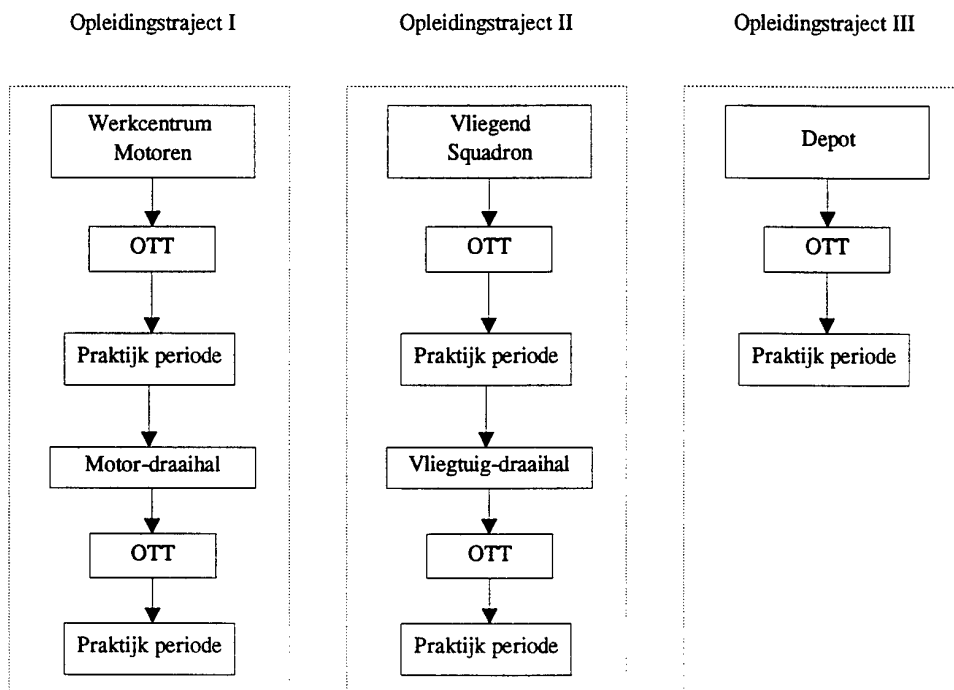 Opleidingstraject I
Opleidingstraject II
Opleidingstraject III
Werkcentrum
Motoren
OTT
Praktijk periode
Motor-draaihal
OTT
Praktijk periode
Vliegend
Squadron
OTT
Praktijk periode
Vliegtuig-draaihal
OTT
Praktijk periode
Depot
OTT
Praktijk periode